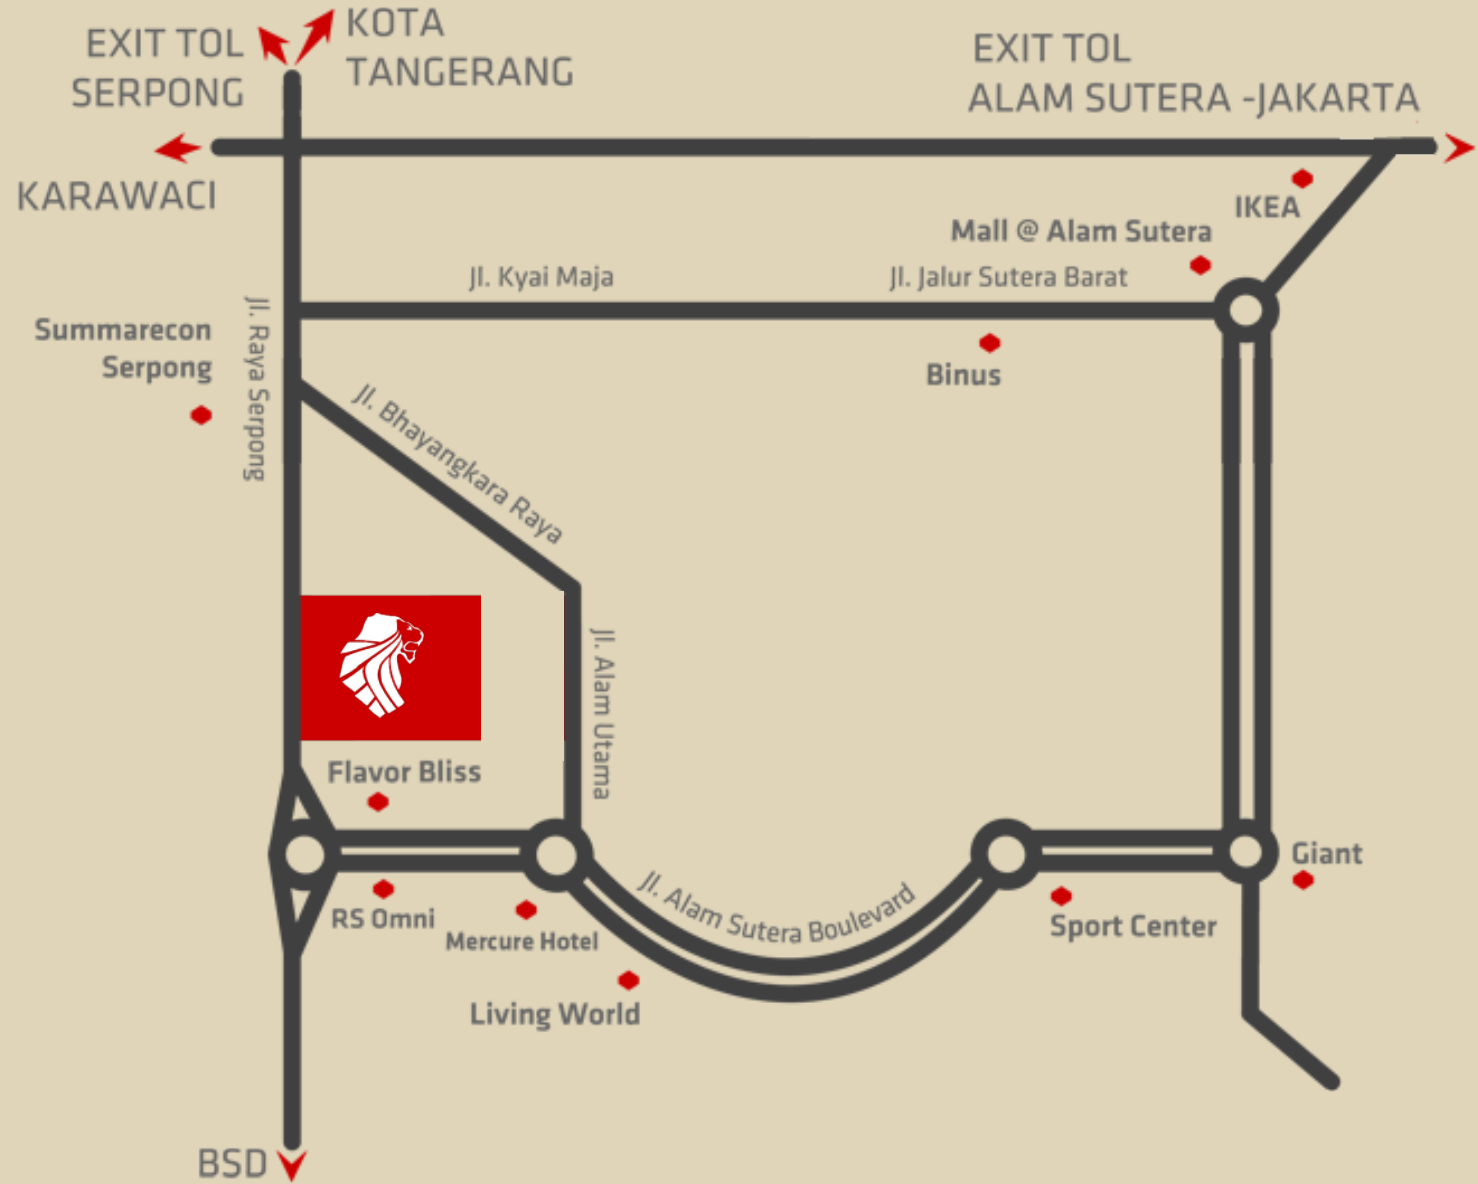 EXIT TOL
SERPONG
KOTA
TANGERANG
EXIT TOL
ALAM SUTERA -JAKARTA
KARAWACI
IKEA
Mall @ Alam Sutera
Jl. Kyai Maja
Jl. Jalur Sutera Barat
Summarecon
Serpong
Jl. Raya Serpong
Binus
Jl. Bhayangkara Raya
Jl. Alam Utama
Flavor Bliss
Giant
Jl. Alam Sutera Boulevard
RS Omni
Mercure Hotel
Sport Center
Living World
BSD